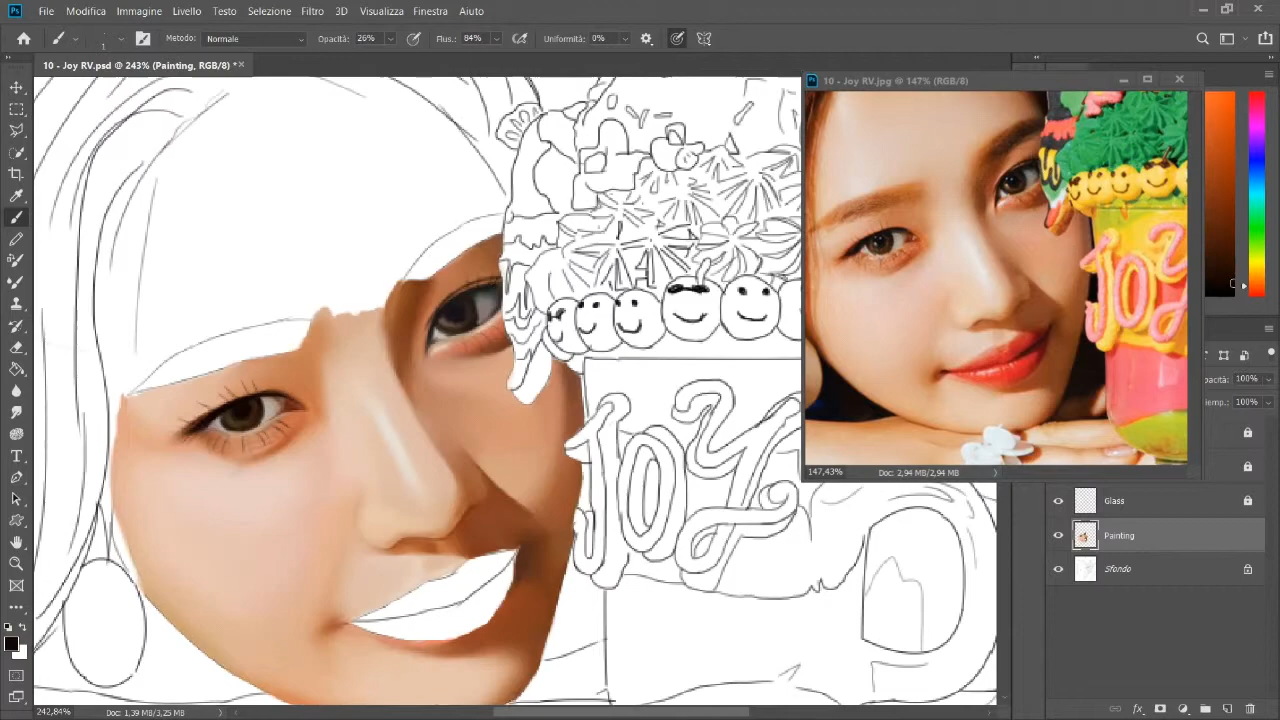 Ps File Modifica Immagine Livello Testo Selezione Filtro 3D Visualizza Finestra Aiuto
Metodo: Normale Opacità: 26% Flus.: 84% Uniformità: 0%
10 - Joy RV.psd @ 243% (Painting, RGB/8) *
10 - Joy RV.jpg @ 147% (RGB/8)
JOY
JOY
147,43% Doc: 2,94 MB/2,94 MB
pacità: 100%
iemp.: 100%
Glass
Painting
Sfondo
242,84% Doc: 1,39 MB/3,25 MB